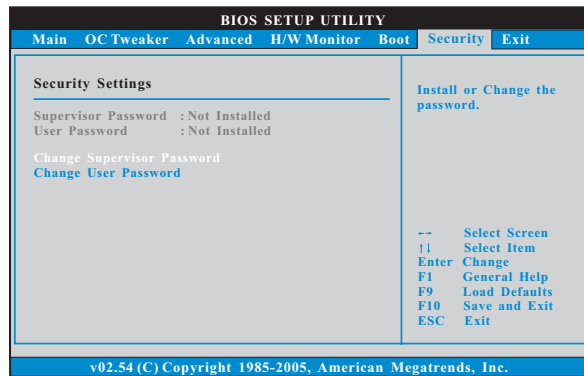 BIOS SETUP UTILITY
Main OC Tweaker Advanced H/W Monitor Boot Security Exit
Security Settings
Supervisor Password : Not Installed
User Password : Not Installed
Change Supervisor Password
Change User Password
Install or Change the
password.
←→ Select Screen
↑↓ Select Item
Enter Change
F1 General Help
F9 Load Defaults
F10 Save and Exit
ESC Exit
v02.54 (C) Copyright 1985-2005, American Megatrends, Inc.